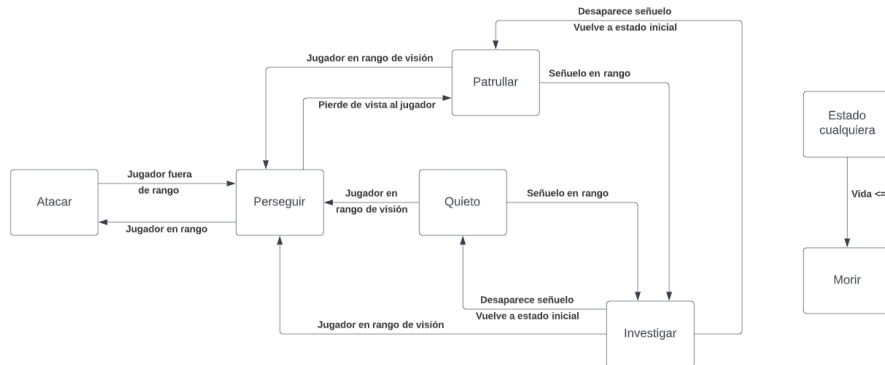 Desaparece señuelo
Vuelve a estado inicial
Jugador en rango de visión
Patrullar
Señuelo en rango
Pierde de vista al jugador
Estado
cualquiera
Jugador fuera
de rango
Atacar
Perseguir
Jugador en
rango de visión
Quieto
Señuelo en rango
Vida <=
Jugador en rango
Morir
Desaparece señuelo
Vuelve a estado inicial
Jugador en rango de visión
Investigar